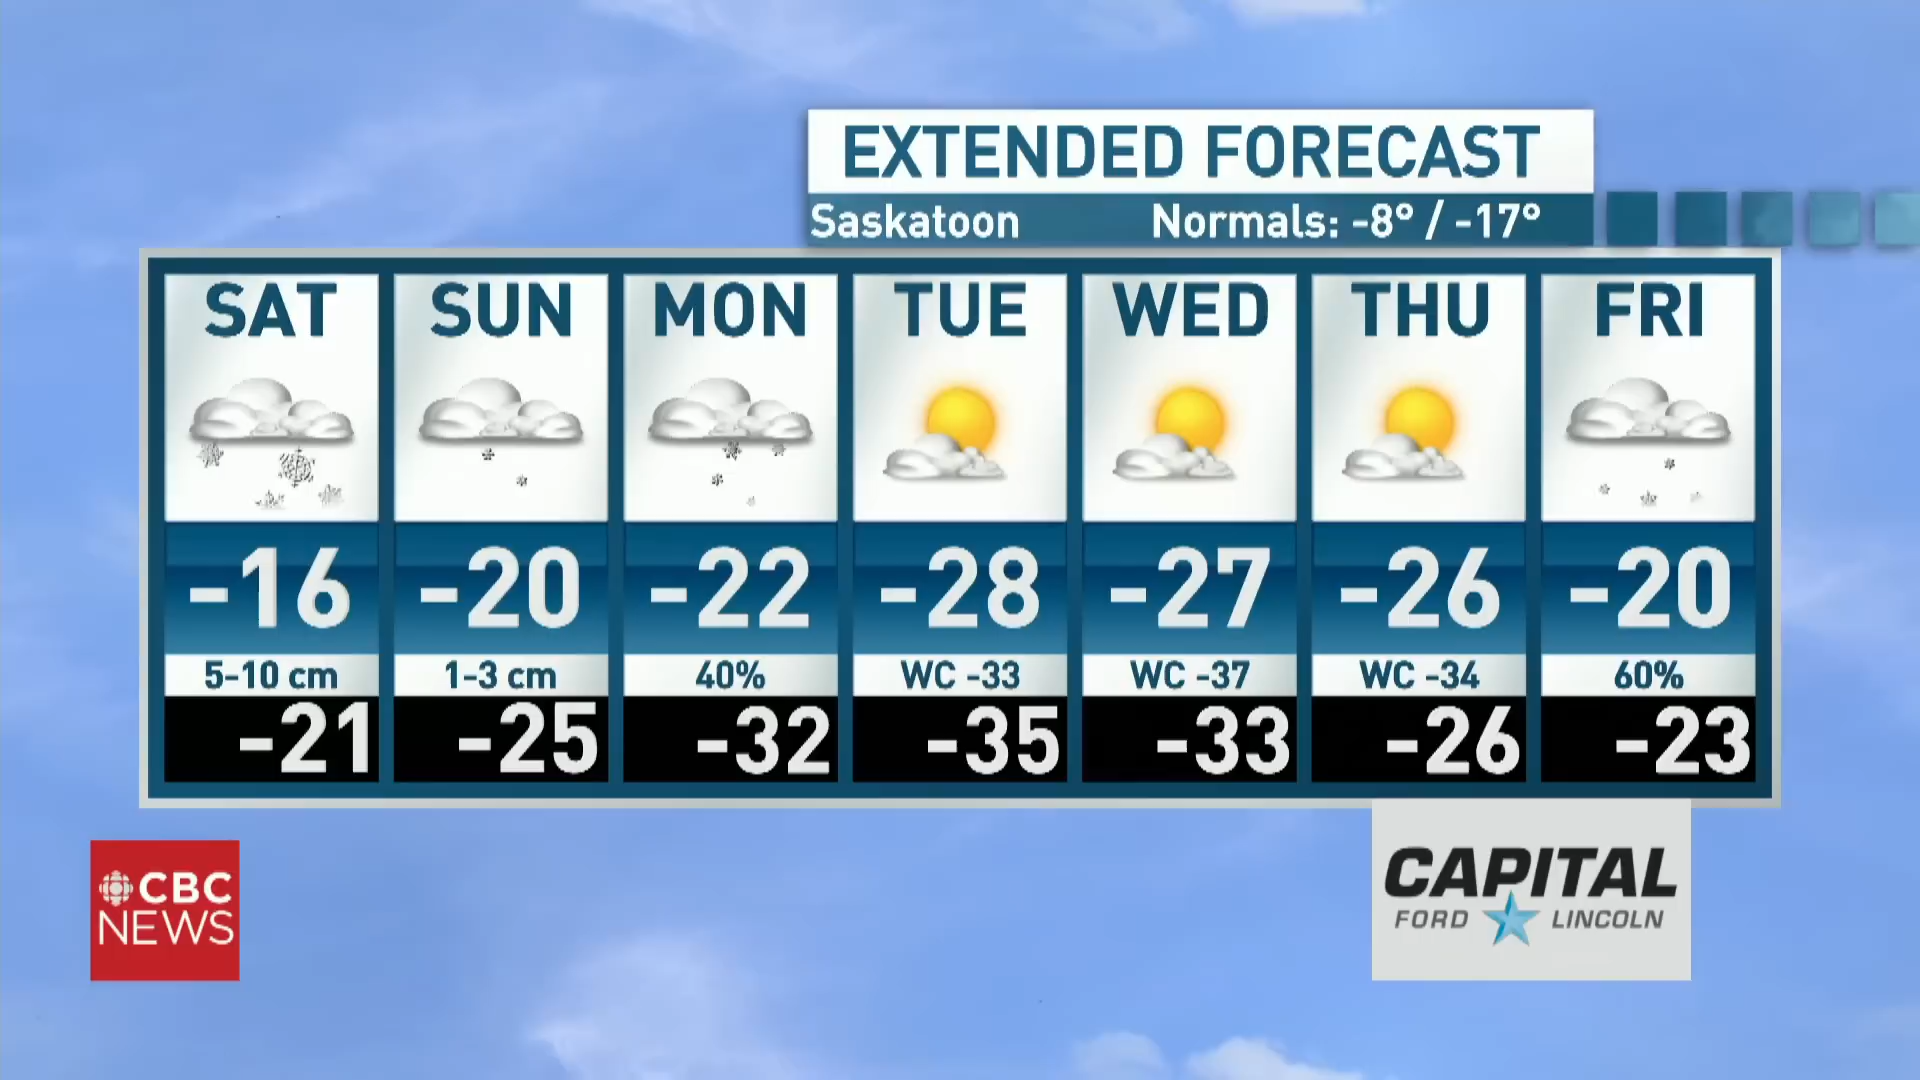 EXTENDED FORECAST
Saskatoon Normals: -8° / -17°
SAT SUN MON TUE WED THU FRI
-16 -20 -22 -28 -27 -26 -20
5-10 cm 1-3 cm 40% WC -33 WC -37 WC -34 60%
-21 -25 -32 -35 -33 -26 -23
CBC
NEWS
CAPITAL
FORD LINCOLN